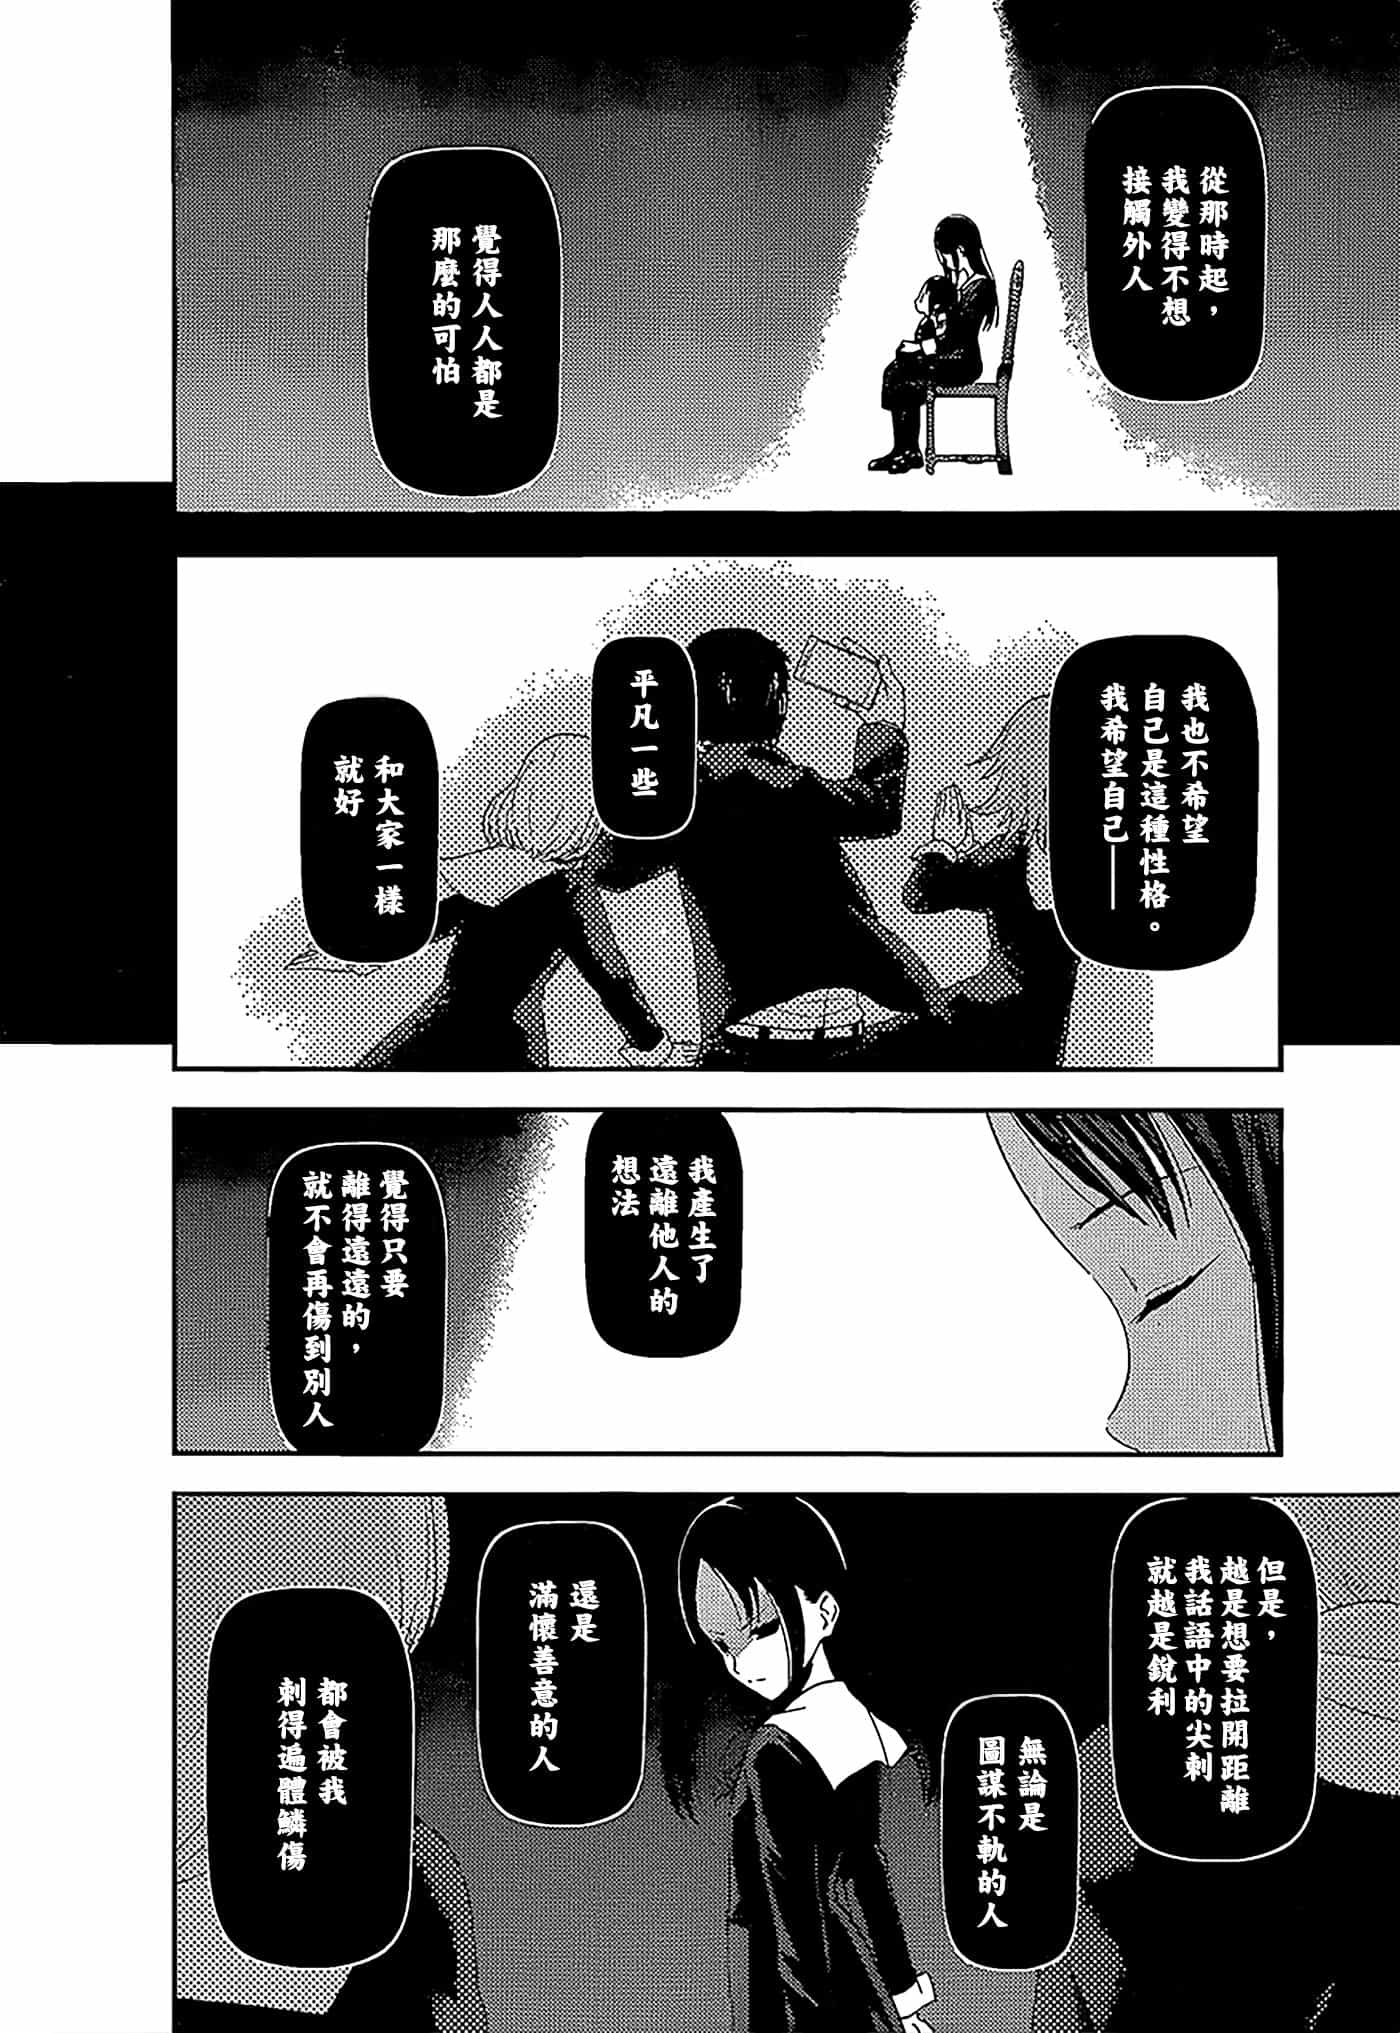 從那時起，
我變得不想
接觸外人
覺得人人都是
那麼的可怕
我也不希望
自己是這種性格。
我希望自己——
平凡一些
和大家一樣
就好
我產生了
遠離他人的
想法
覺得只要
離得遠遠的，
就不會再傷到別人
但是，
越是想要拉開距離
我話語中的尖刺
就越是銳利
無論是
圖謀不軌的人
還是
滿懷善意的人
都會被我
刺得遍體鱗傷